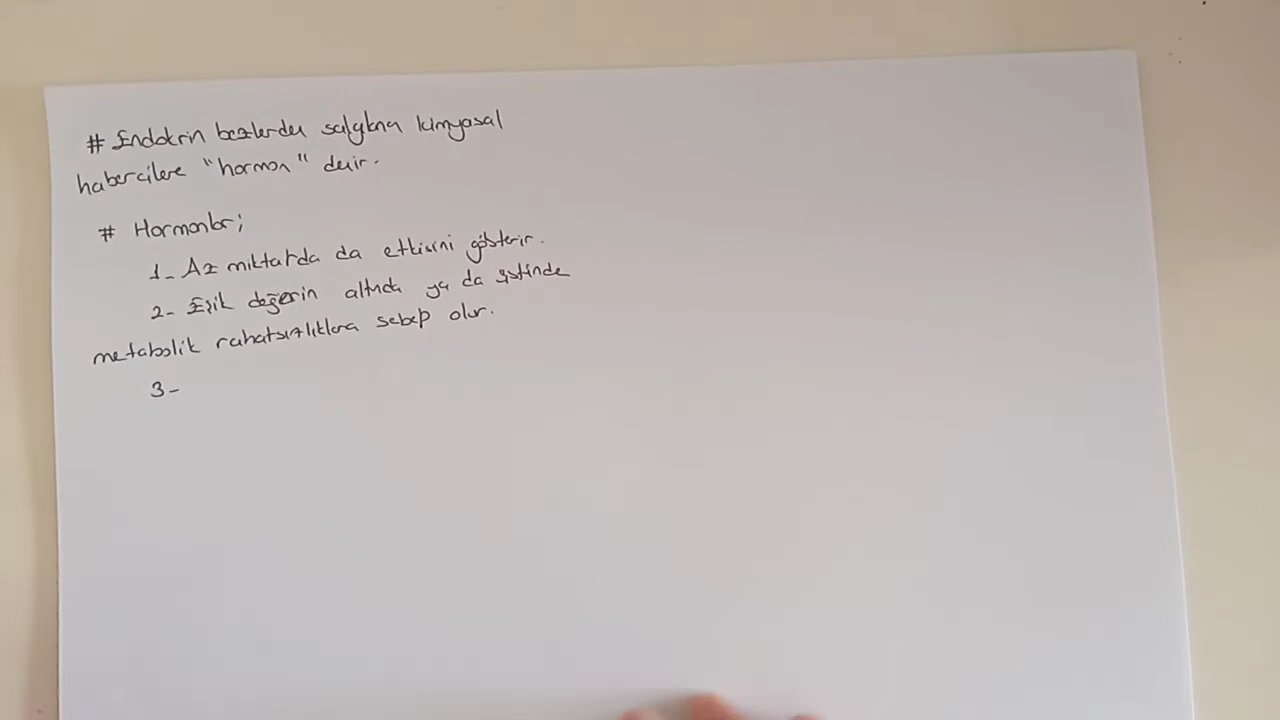 # Endokrin bezlerden salgılanan kimyasal
habercilere "hormon" denir.
# Hormonlar;
1- Az miktarda da etkisini gösterir.
2- Eşik değerin altında ya da üstünde
metabolik rahatsızlıklara sebep olur.
3-